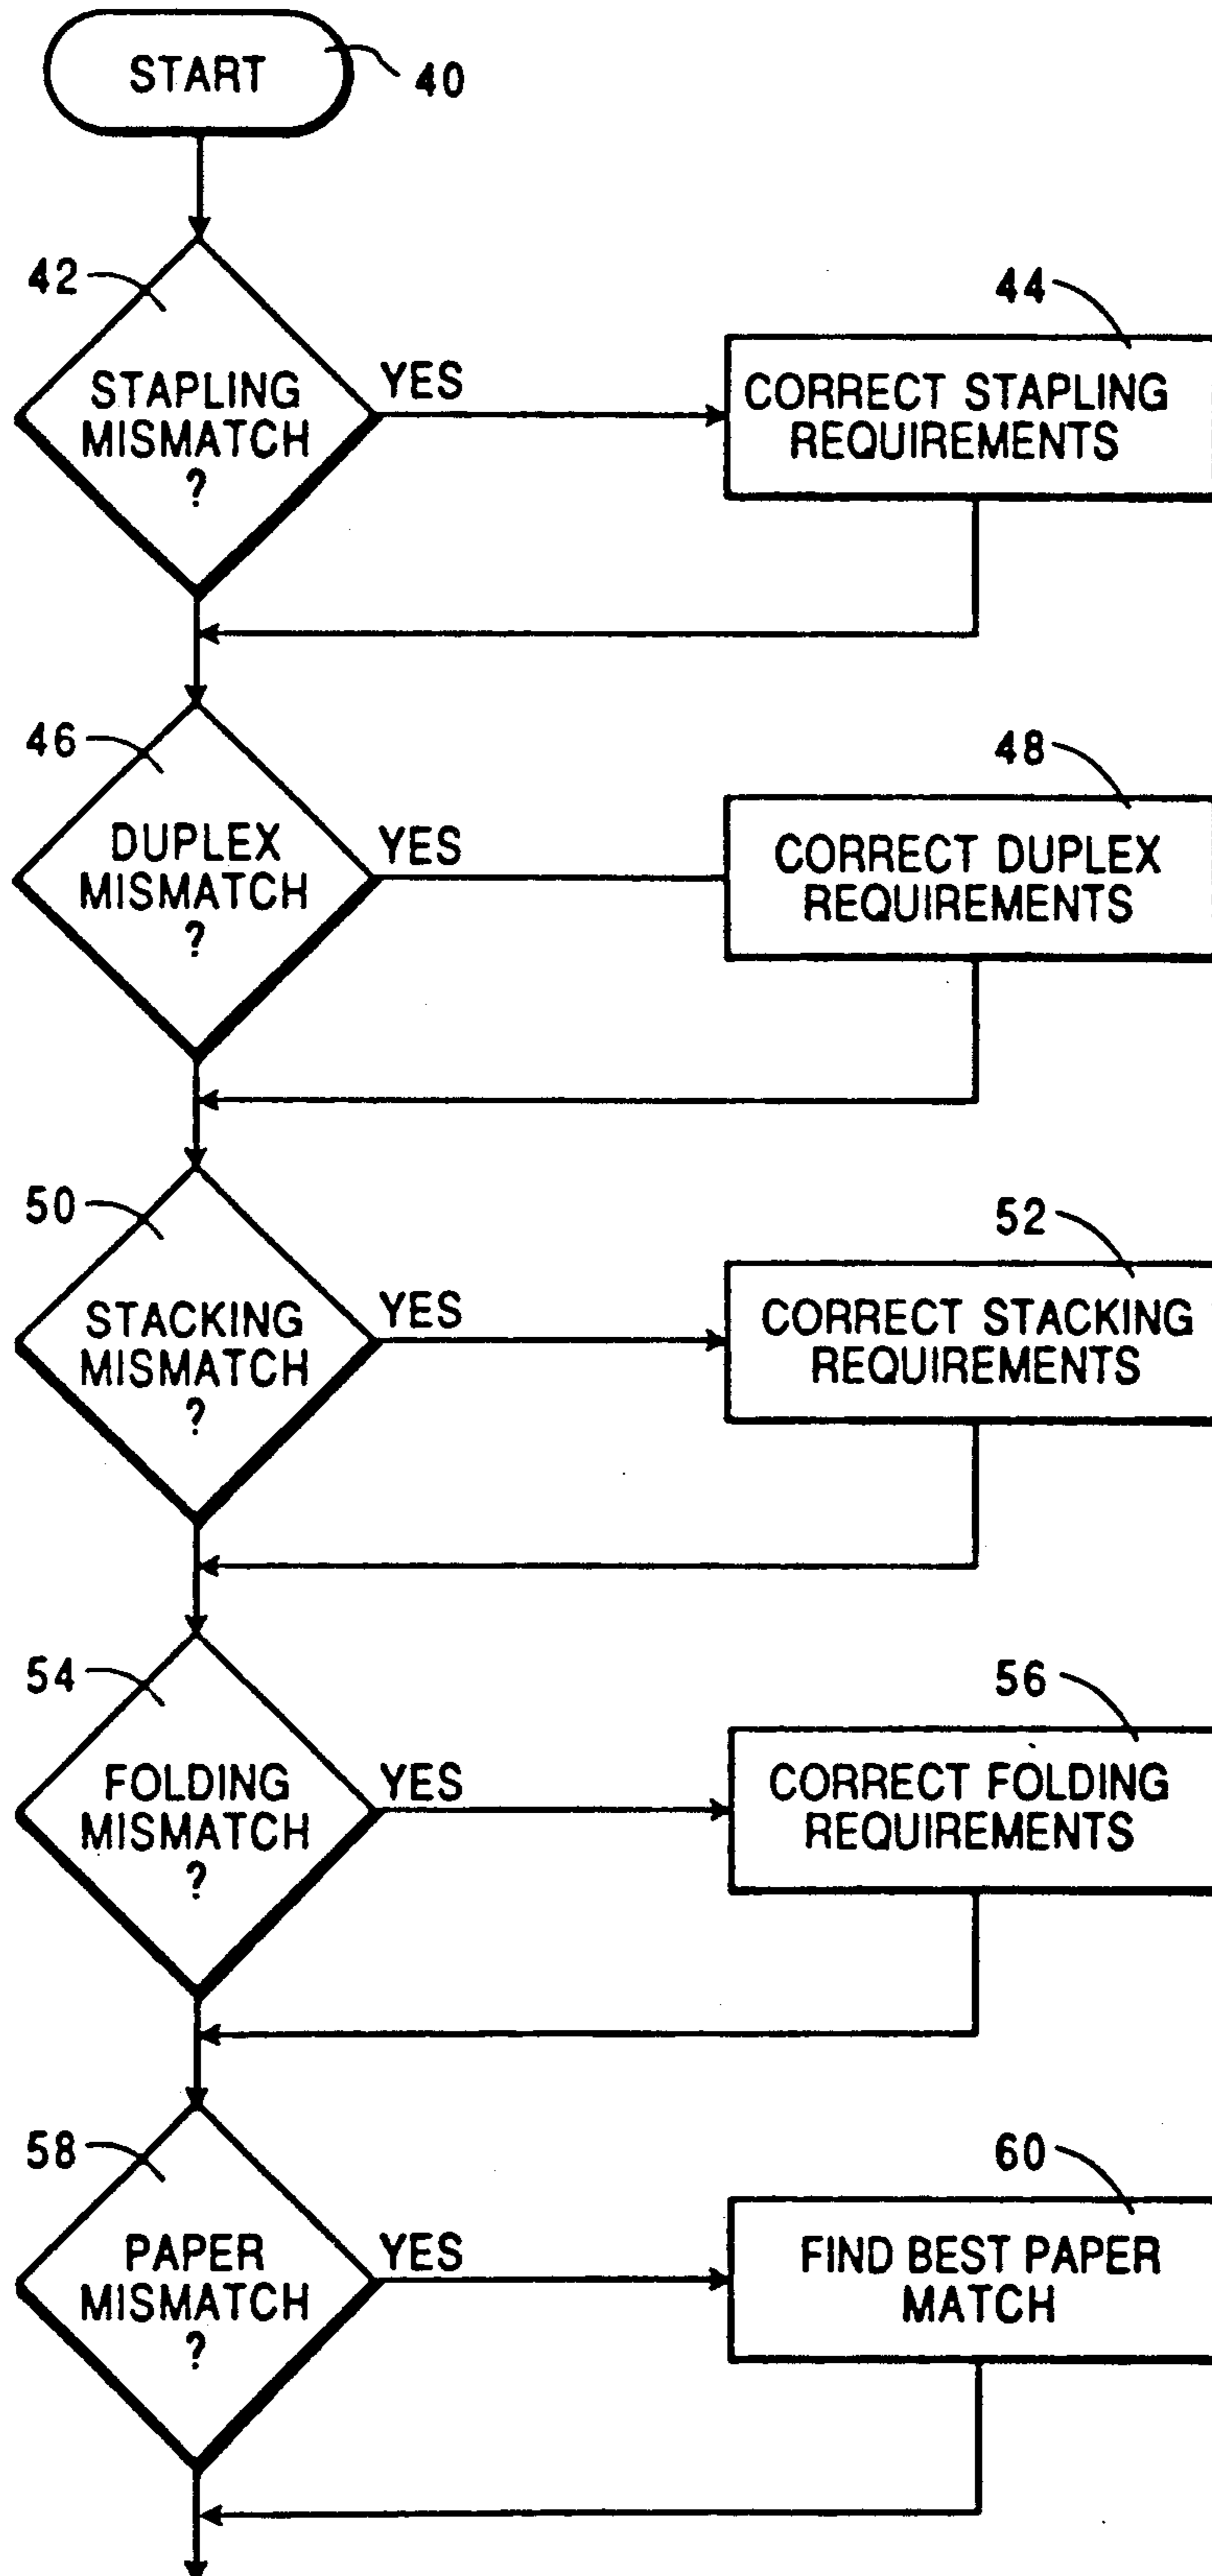 START
40
42
STAPLING
MISMATCH
?
YES
44
CORRECT STAPLING
REQUIREMENTS
46
DUPLEX
MISMATCH
?
YES
48
CORRECT DUPLEX
REQUIREMENTS
50
STACKING
MISMATCH
?
YES
52
CORRECT STACKING
REQUIREMENTS
54
FOLDING
MISMATCH
?
YES
56
CORRECT FOLDING
REQUIREMENTS
58
PAPER
MISMATCH
?
YES
60
FIND BEST PAPER
MATCH